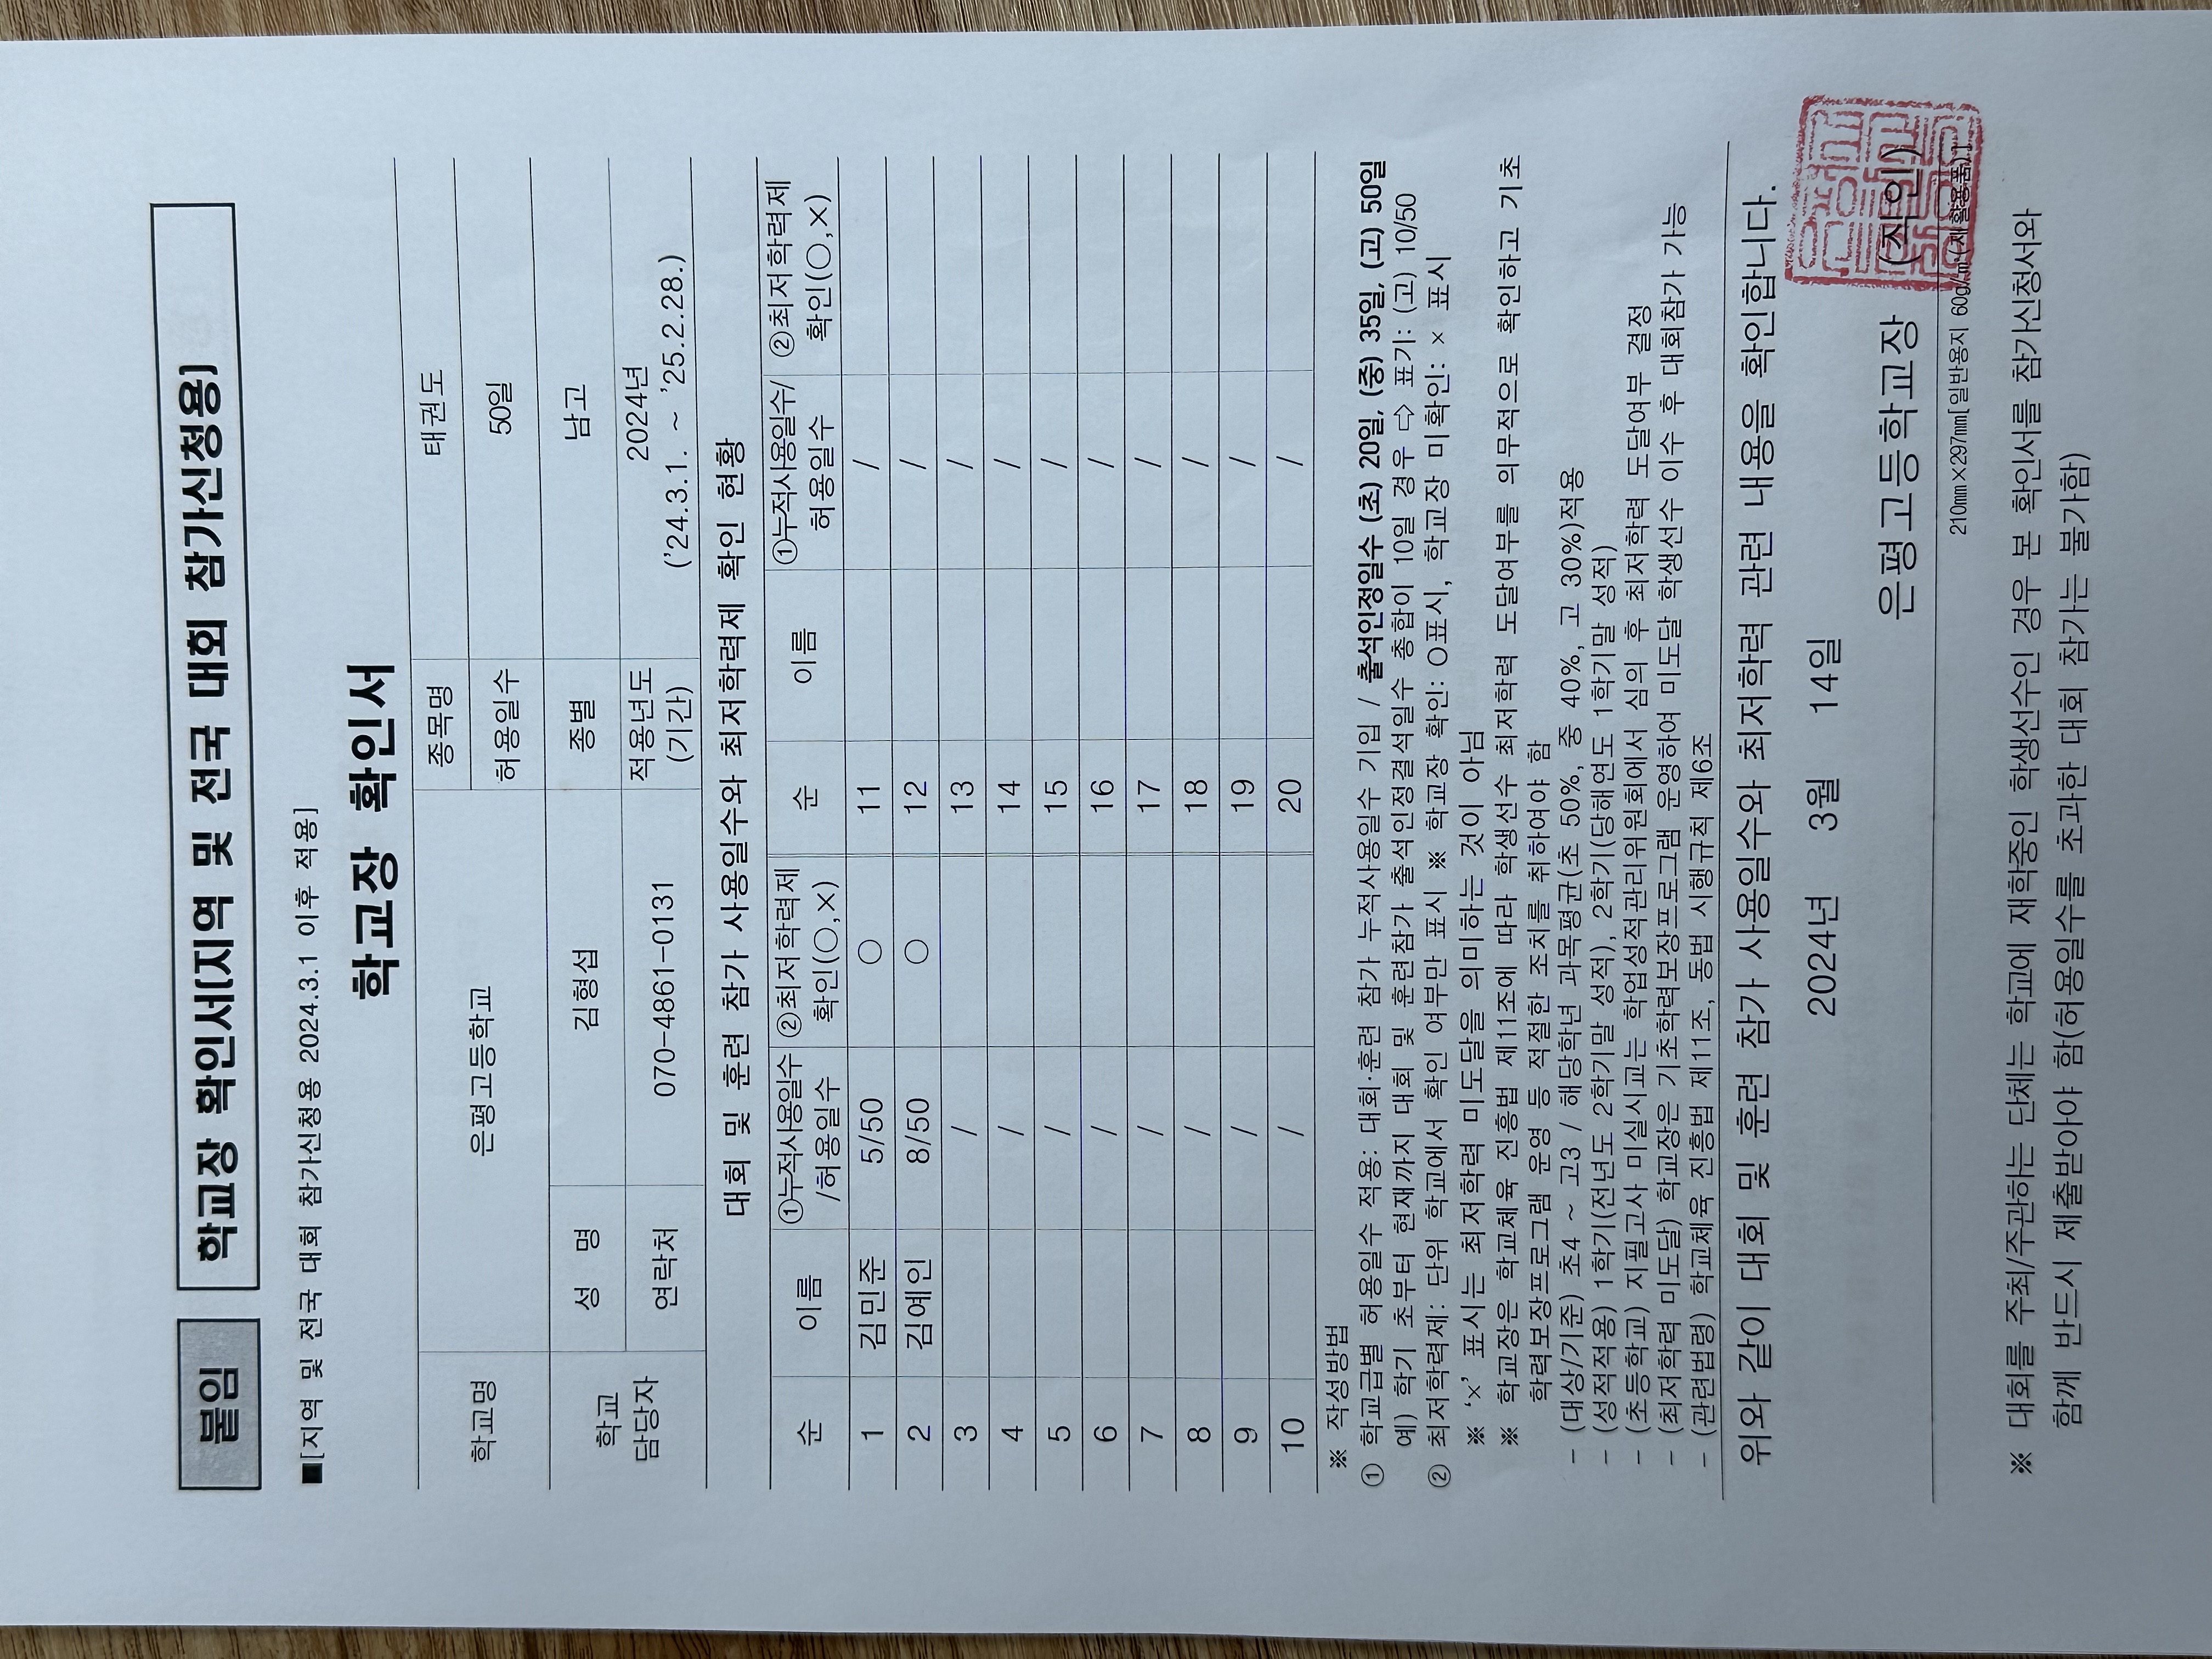 붙임
학교장 확인서(지역 및 전국 대회 참가신청용)
■[지역 및 전국 대회 참가신청용 2024.3.1 이후 적용]
학교장 확인서
학교명 은평고등학교 종목명 태권도
허용일수 50일
학교 담당자 성 명 김형섭 종별 남고
연락처 070-4861-0131 적용년도 (기간) 2024년 ('24.3.1. ~ '25.2.28.)
대회 및 훈련 참가 사용일수와 최저학력제 확인 현황
순 이름 ①누적사용일수/허용일수 ②최저학력제 확인(○,×) 순 이름 ①누적사용일수/허용일수 ②최저학력제 확인(○,×)
1 김민준 5/50 ○ 11 /
2 김예인 8/50 ○ 12 /
3 / 13 /
4 / 14 /
5 / 15 /
6 / 16 /
7 / 17 /
8 / 18 /
9 / 19 /
10 / 20 /
※ 작성방법
① 학교급별 허용일수 적용: 대회·훈련 참가 누적사용일수 기입 / 출석인정일수 (초) 20일, (중) 35일, (고) 50일
예) 학기 초부터 현재까지 대회 및 훈련참가 출석인정결석일수 총합이 10일 경우 ⇨ 표기: (고) 10/50
② 최저학력제: 단위 학교에서 확인 여부만 표시 ※ 학교장 확인: O표시, 학교장 미확인: × 표시
※ '×' 표시는 최저학력 미도달을 의미하는 것이 아님
※ 학교장은 학교체육 진흥법 제11조에 따라 학생선수 최저학력 도달여부를 의무적으로 확인하고 기초
학력보장프로그램 운영 등 적절한 조치를 취하여야 함
- (대상/기준) 초4 ~ 고3 / 해당학년 과목평균(초 50%, 중 40%, 고 30%)적용
- (성적적용) 1학기(전년도 2학기말 성적), 2학기(당해연도 1학기말 성적)
- (초등학교) 지필고사 미실시교는 학업성적관리위원회에서 심의 후 최저학력 도달여부 결정
- (최저학력 미도달) 학교장은 기초학력보장프로그램 운영하여 미도달 학생선수 이수 후 대회참가 가능
- (관련법령) 학교체육 진흥법 제11조, 동법 시행규칙 제6조
위와 같이 대회 및 훈련 참가 사용일수와 최저학력 관련 내용을 확인합니다.
2024년 3월 14일
은평고등학교장 (직인)
210mm×297mm[일반용지 60g/㎡(재활용품)]
※ 대회를 주최/주관하는 단체는 학교에 재학중인 학생선수인 경우 본 확인서를 참가신청서와
함께 반드시 제출받아야 함(허용일수를 초과한 대회 참가는 불가함)